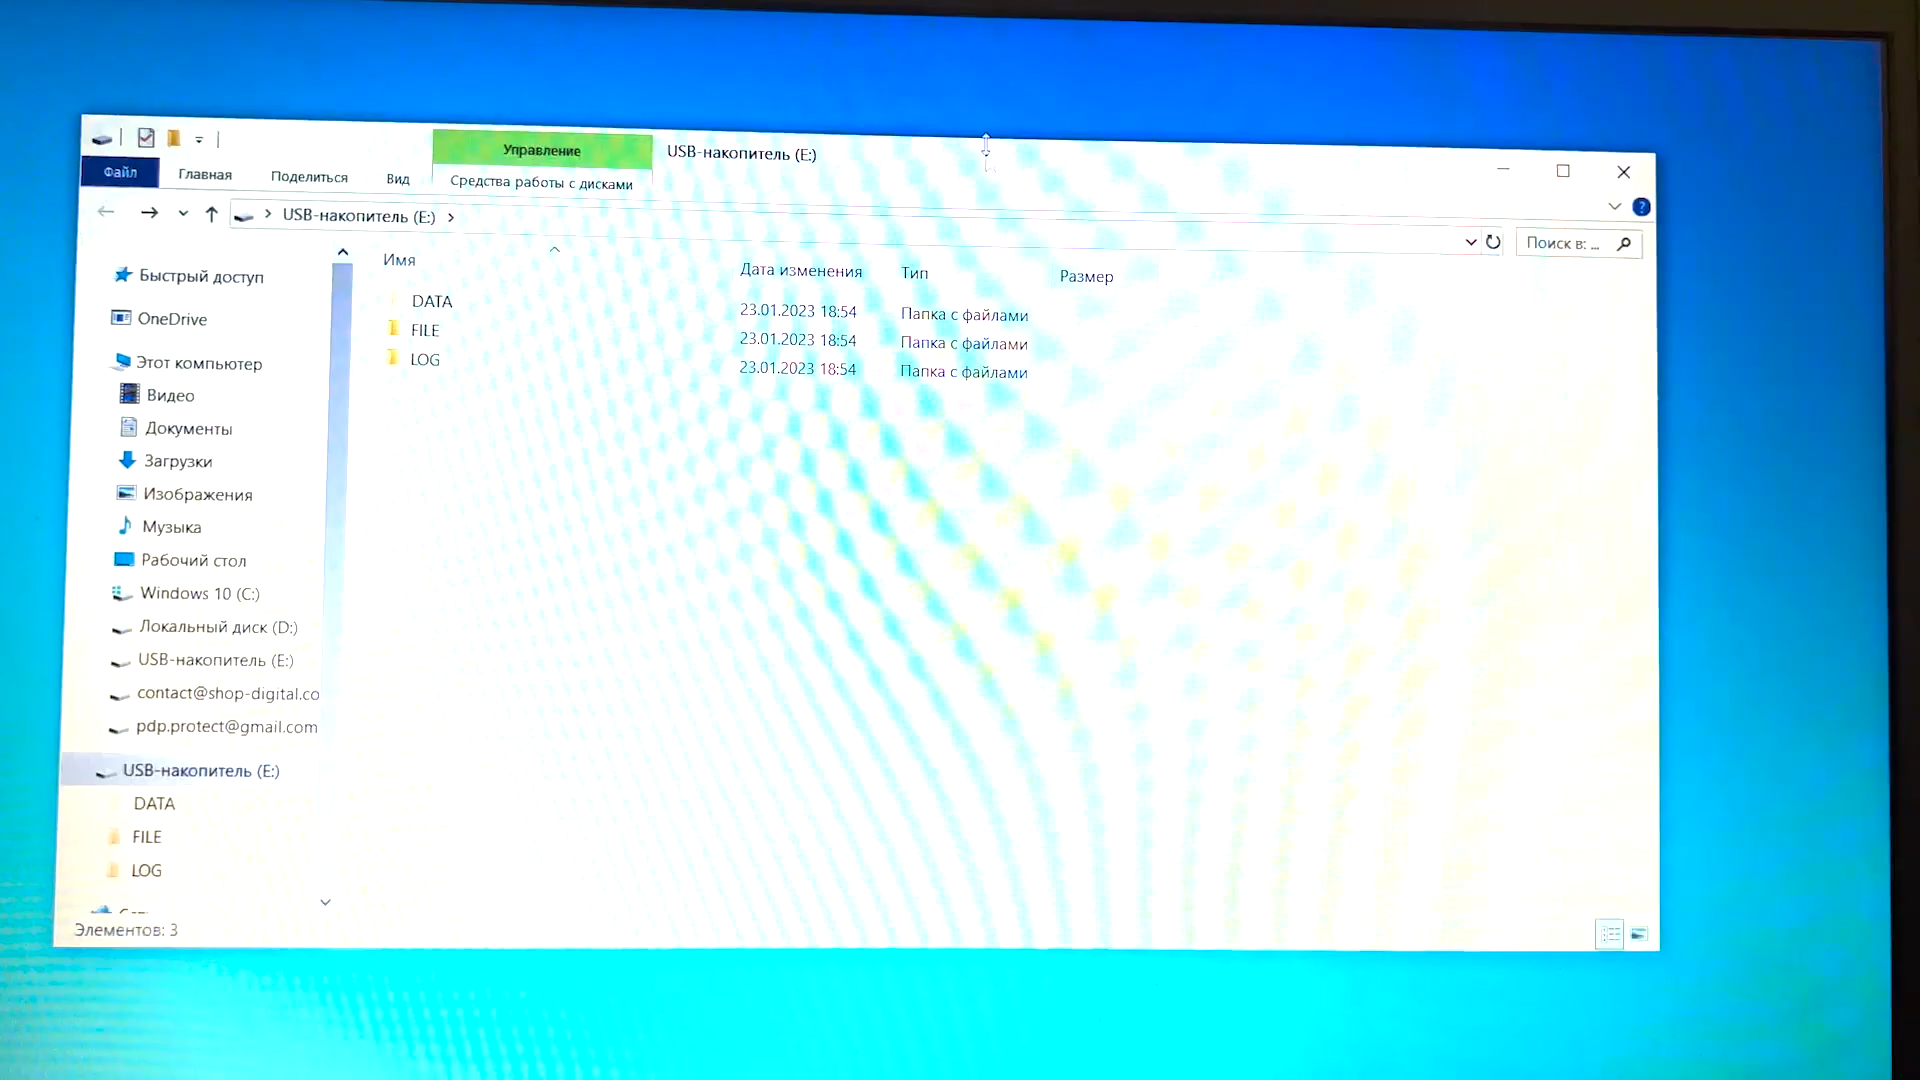 Управление
USB-накопитель (E:)
Файл
Главная
Поделиться
Вид
Средства работы с дисками
USB-накопитель (E:)
Поиск в: ...
Имя
Дата изменения
Тип
Размер
DATA
23.01.2023 18:54
Папка с файлами
FILE
23.01.2023 18:54
Папка с файлами
LOG
23.01.2023 18:54
Папка с файлами
Быстрый доступ
OneDrive
Этот компьютер
Видео
Документы
Загрузки
Изображения
Музыка
Рабочий стол
Windows 10 (C:)
Локальный диск (D:)
USB-накопитель (E:)
contact@shop-digital.co
pdp.protect@gmail.com
USB-накопитель (E:)
DATA
FILE
LOG
Элементов: 3